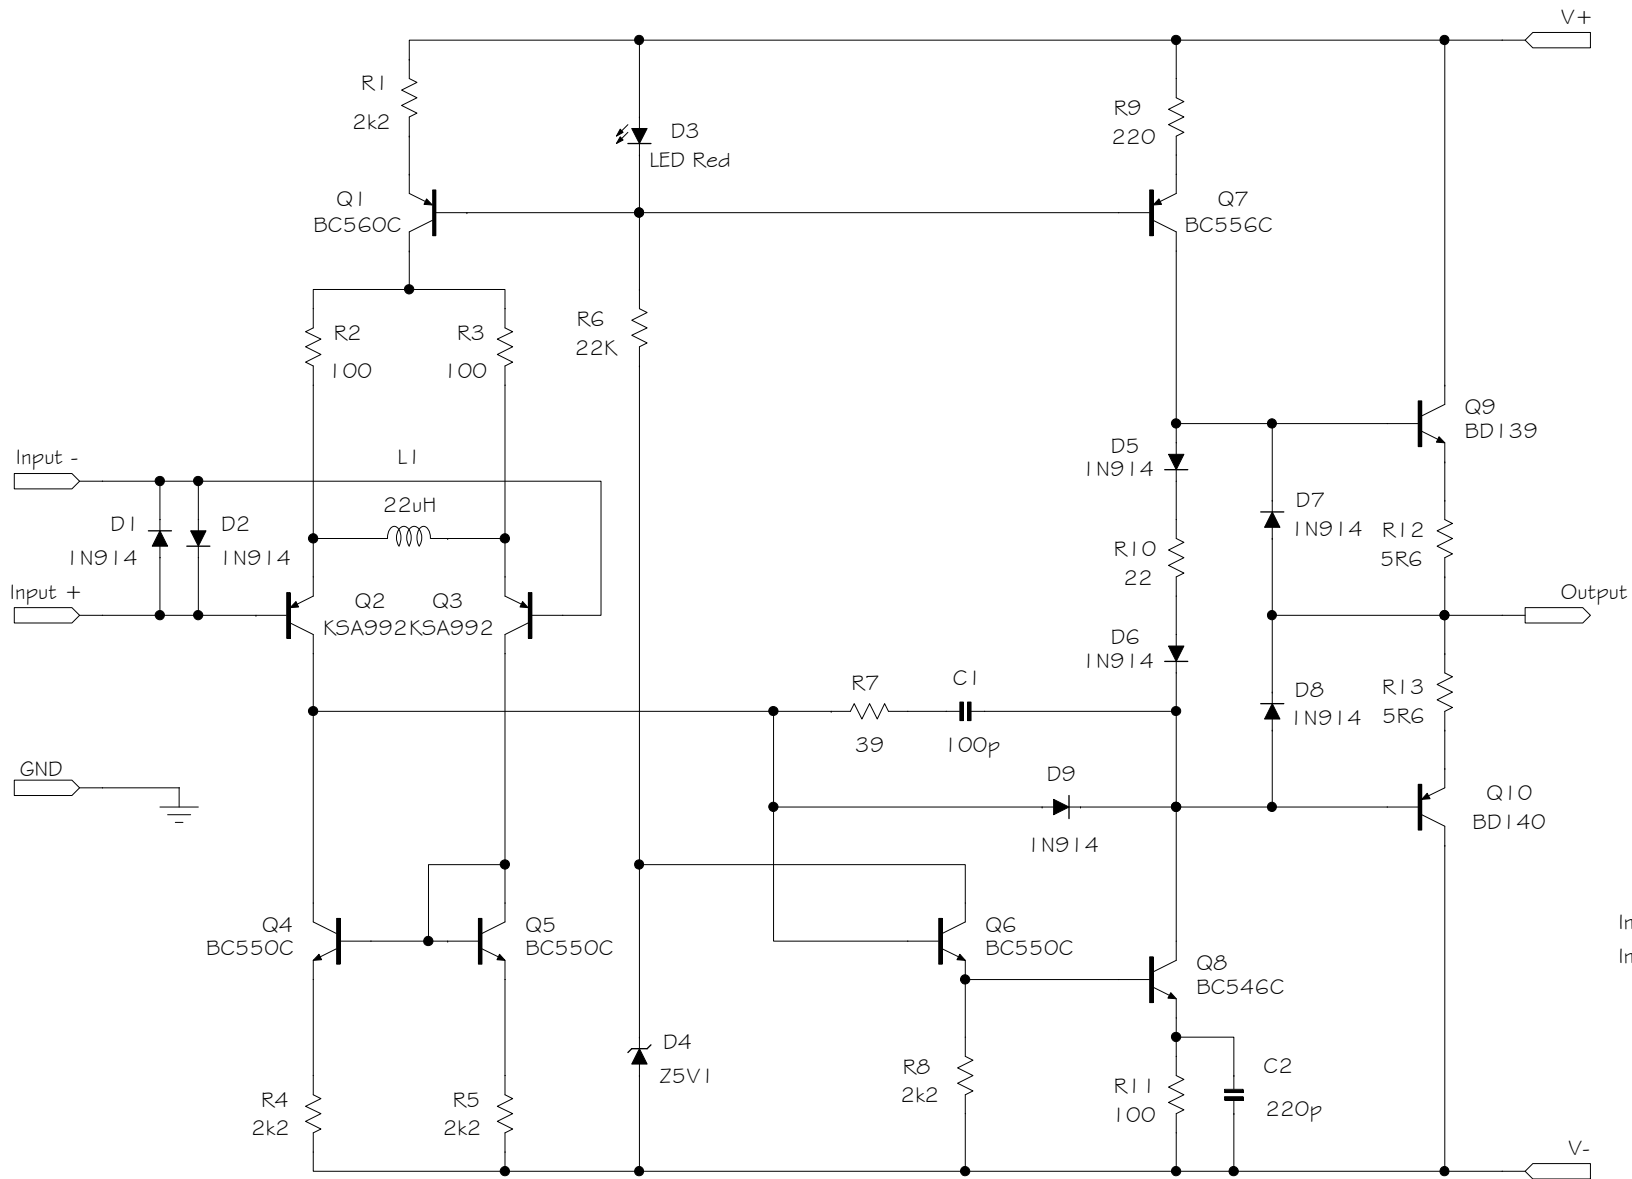 V+
R1
2k2
D3
LED Red
R9
220
Q1
BC560C
Q7
BC556C
R2
100
R3
100
R6
22K
Q9
BD139
D5
1N914
Input -
L1
22uH
D1
1N914
D2
1N914
D7
1N914
R12
5R6
R10
22
Input +
Q2
KSA992
Q3
KSA992
Output
D6
1N914
R7
39
C1
100p
D8
1N914
R13
5R6
GND
D9
1N914
Q10
BD140
Q4
BC550C
Q5
BC550C
Q6
BC550C
Q8
BC546C
In
In
D4
Z5V1
R8
2k2
R11
100
C2
220p
R4
2k2
R5
2k2
V-